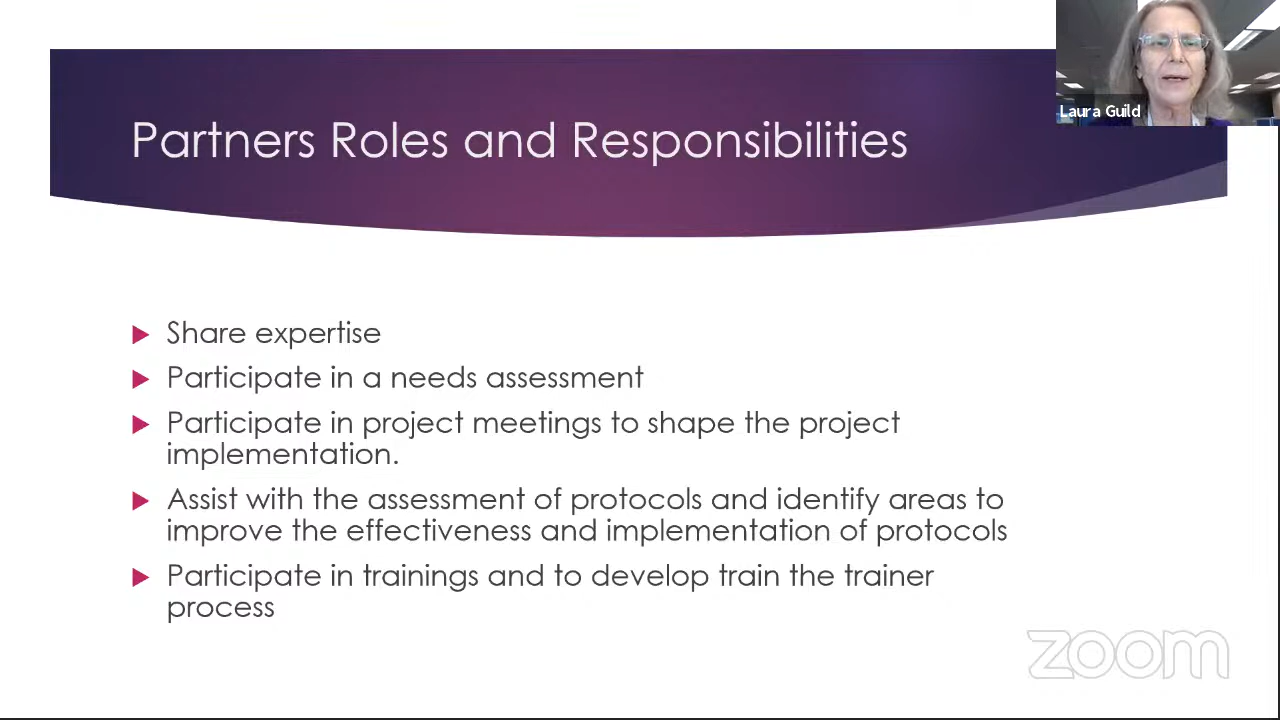 Laura Guild
Partners Roles and Responsibilities
Share expertise
Participate in a needs assessment
Participate in project meetings to shape the project
implementation.
Assist with the assessment of protocols and identify areas to
improve the effectiveness and implementation of protocols
Participate in trainings and to develop train the trainer
process
zoom